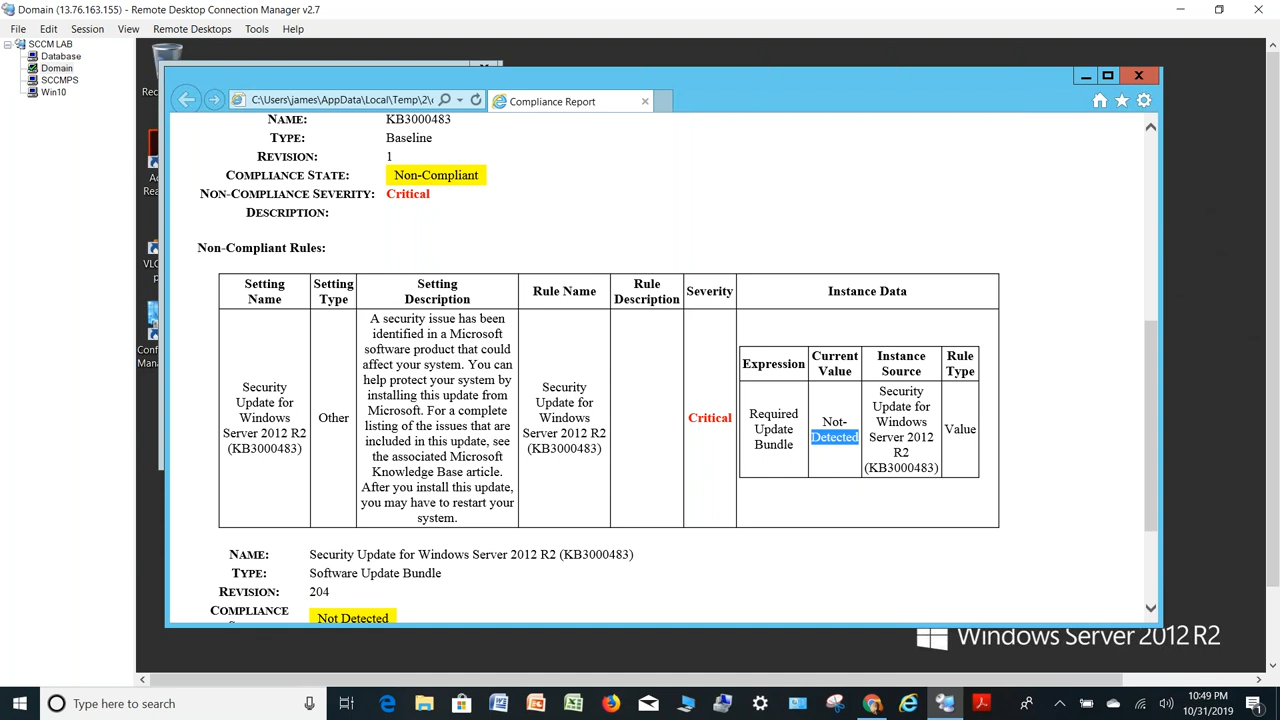 Domain (13.76.163.155) - Remote Desktop Connection Manager v2.7
File Edit Session View Remote Desktops Tools Help
SCCM LAB
Database
Domain
SCCMPS
Win10
C:\Users\james\AppData\Local\Temp\2\
Compliance Report
NAME: KB3000483
TYPE: Baseline
REVISION: 1
COMPLIANCE STATE: Non-Compliant
NON-COMPLIANCE SEVERITY: Critical
DESCRIPTION:
Non-Compliant Rules:
Setting
Name
Setting
Type
Setting
Description
Rule Name
Rule
Description
Severity
Instance Data
Security
Update for
Windows
Server 2012 R2
(KB3000483)
Other
A security issue has been
identified in a Microsoft
software product that could
affect your system. You can
help protect your system by
installing this update from
Microsoft. For a complete
listing of the issues that are
included in this update, see
the associated Microsoft
Knowledge Base article.
After you install this update,
you may have to restart your
system.
Security
Update for
Windows
Server 2012 R2
(KB3000483)
Critical
Expression
Current
Value
Instance
Source
Rule
Type
Required
Update
Bundle
Not-
Detected
Security
Update for
Windows
Server 2012
R2
(KB3000483)
Value
NAME: Security Update for Windows Server 2012 R2 (KB3000483)
TYPE: Software Update Bundle
REVISION: 204
COMPLIANCE
Not Detected
Windows Server 2012 R2
Type here to search
10:49 PM
10/31/2019